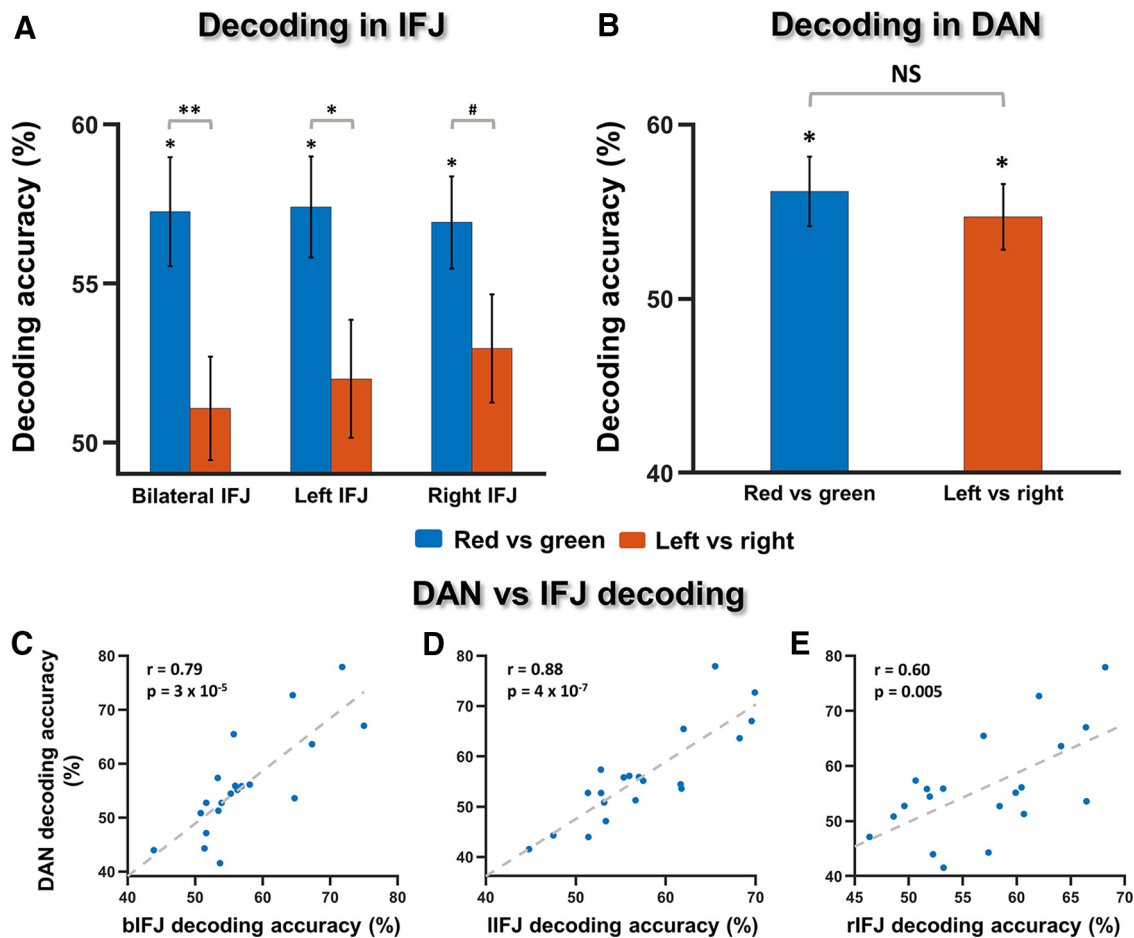 A
Decoding in IFJ
Decoding accuracy (%)
60
55
50
**
*
*
*
#
*
Bilateral IFJ
Left IFJ
Right IFJ
B
Decoding in DAN
Decoding accuracy (%)
60
50
40
NS
*
*
Red vs green
Left vs right
Red vs green
Left vs right
DAN vs IFJ decoding
C
DAN decoding accuracy
(%)
80
70
60
50
40
r = 0.79
p = 3 x 10⁻⁵
40
50
60
70
80
bIFJ decoding accuracy (%)
D
80
70
60
50
40
r = 0.88
p = 4 x 10⁻⁷
40
50
60
70
lIFJ decoding accuracy (%)
E
80
70
60
50
40
r = 0.60
p = 0.005
45
50
55
60
65
70
rIFJ decoding accuracy (%)